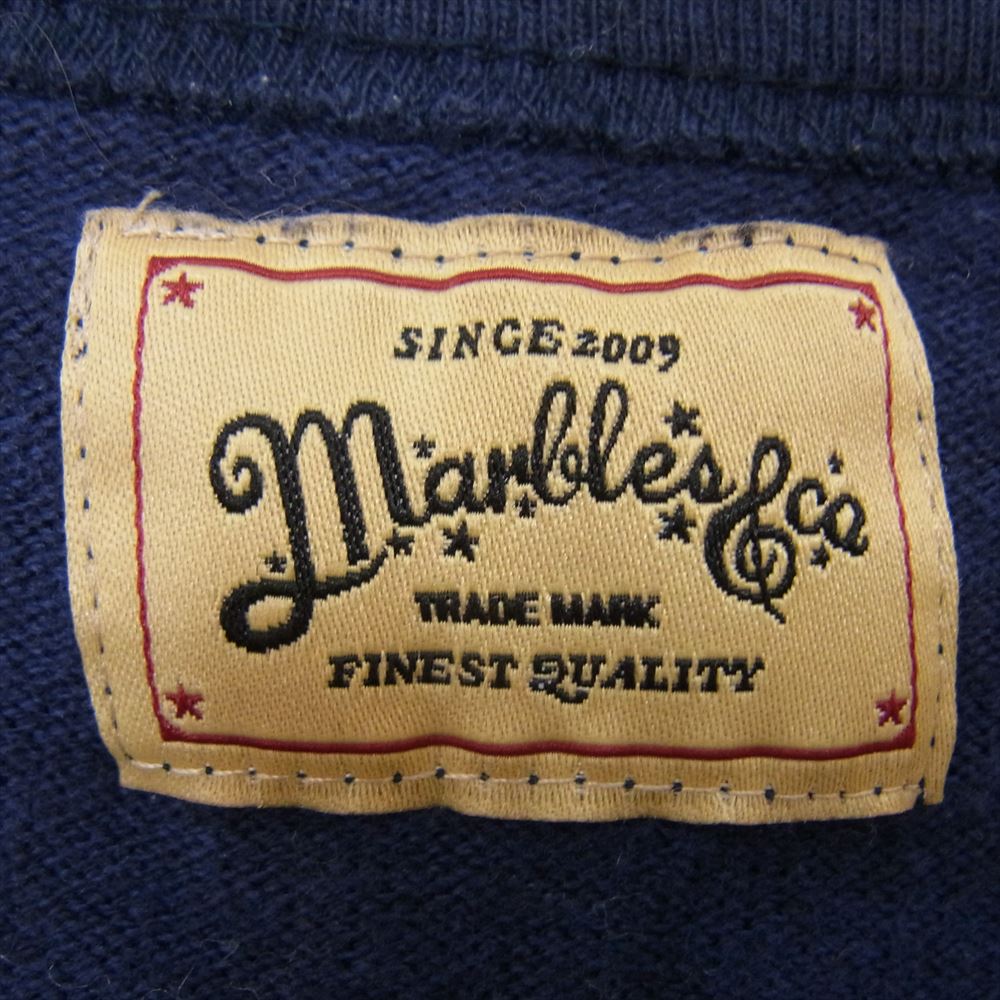 SINCE 2009
Marbles & co
TRADE MARK
FINEST QUALITY